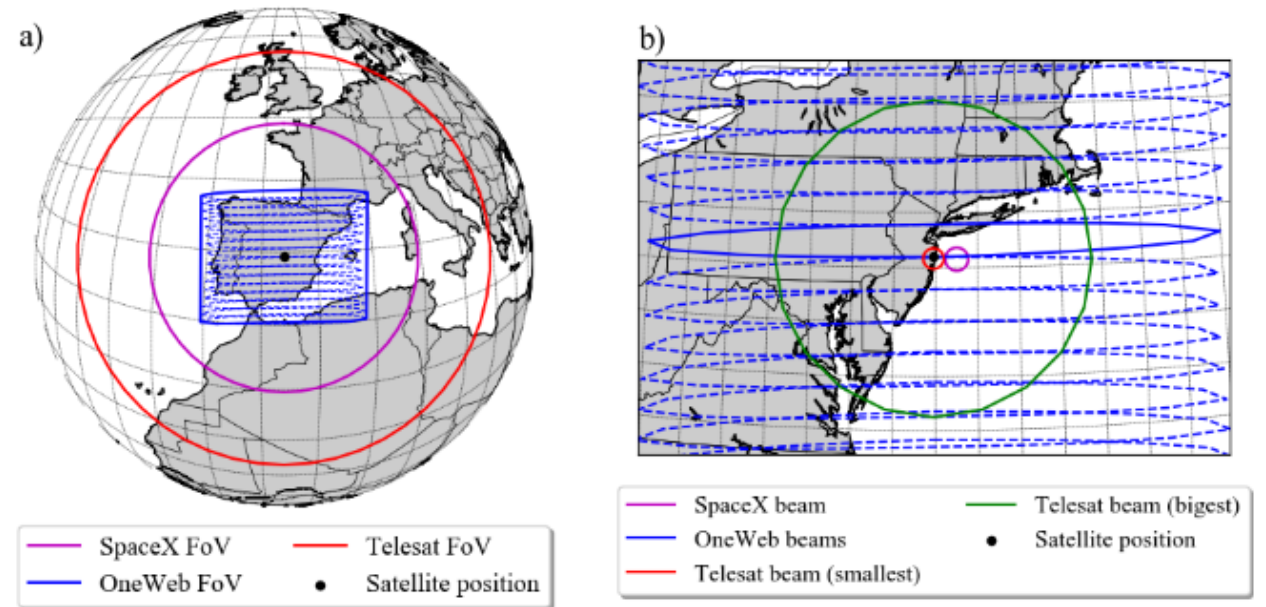 a)
SpaceX FoV
Telesat FoV
OneWeb FoV
Satellite position
b)
SpaceX beam
Telesat beam (bigest)
OneWeb beams
Satellite position
Telesat beam (smallest)